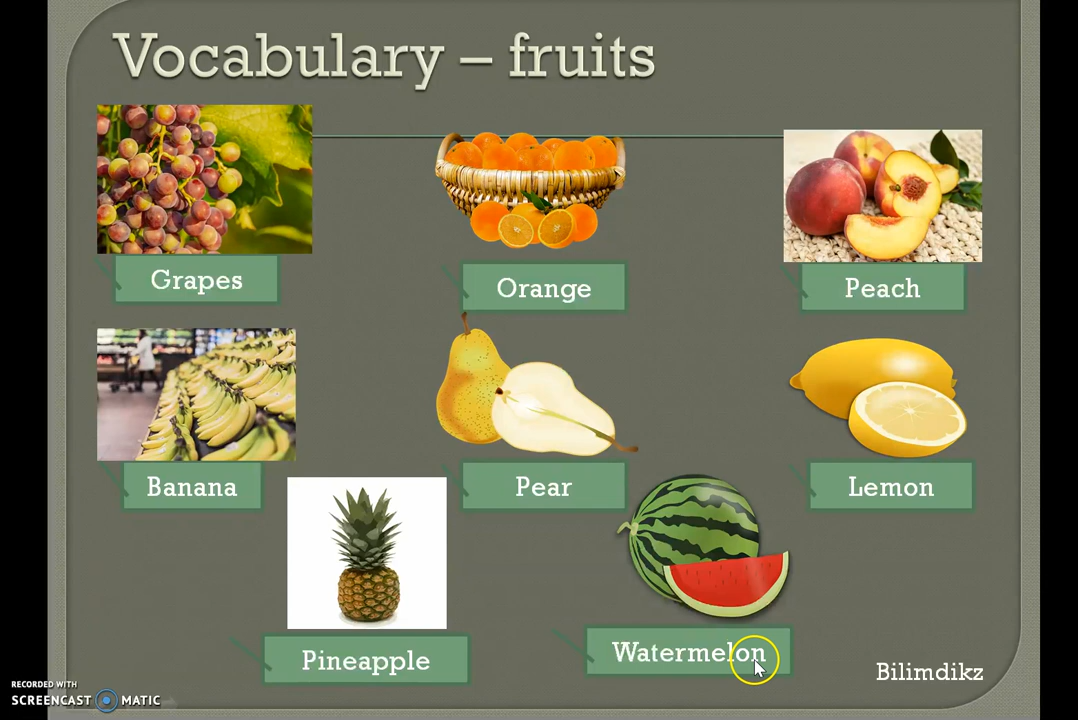 Vocabulary – fruits
Grapes
Orange
Peach
Banana
Pear
Lemon
Pineapple
Watermelon
Bilimdikz
RECORDED WITH
SCREENCAST MATIC